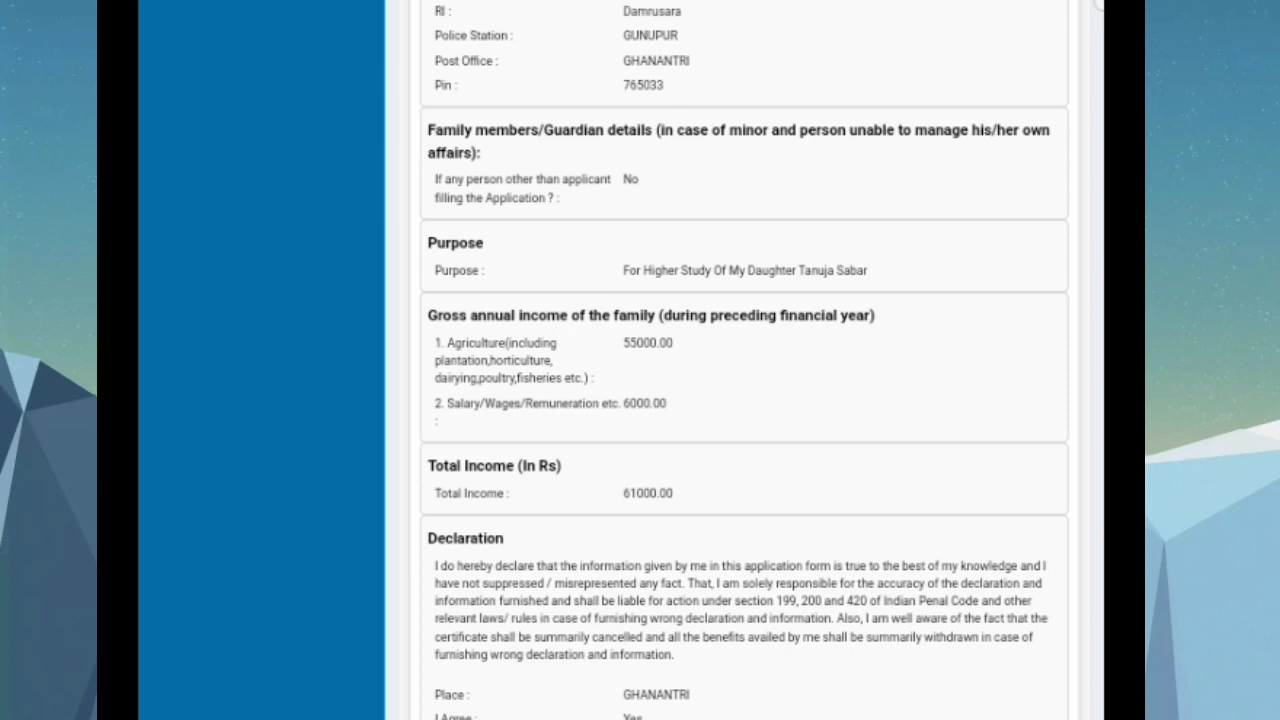 RI : Damrusara
Police Station : GUNUPUR
Post Office : GHANANTRI
Pin : 765033
Family members/Guardian details (in case of minor and person unable to manage his/her own
affairs):
If any person other than applicant No
filling the Application ? :
Purpose
Purpose : For Higher Study Of My Daughter Tanuja Sabar
Gross annual income of the family (during preceding financial year)
1. Agriculture(including 55000.00
plantation,horticulture,
dairying,poultry,fisheries etc.) :
2. Salary/Wages/Remuneration etc. 6000.00
:
Total Income (In Rs)
Total Income : 61000.00
Declaration
I do hereby declare that the information given by me in this application form is true to the best of my knowledge and I
have not suppressed / misrepresented any fact. That, I am solely responsible for the accuracy of the declaration and
information furnished and shall be liable for action under section 199, 200 and 420 of Indian Penal Code and other
relevant laws/ rules in case of furnishing wrong declaration and information. Also, I am well aware of the fact that the
certificate shall be summarily cancelled and all the benefits availed by me shall be summarily withdrawn in case of
furnishing wrong declaration and information.
Place : GHANANTRI
I Agree : Yes